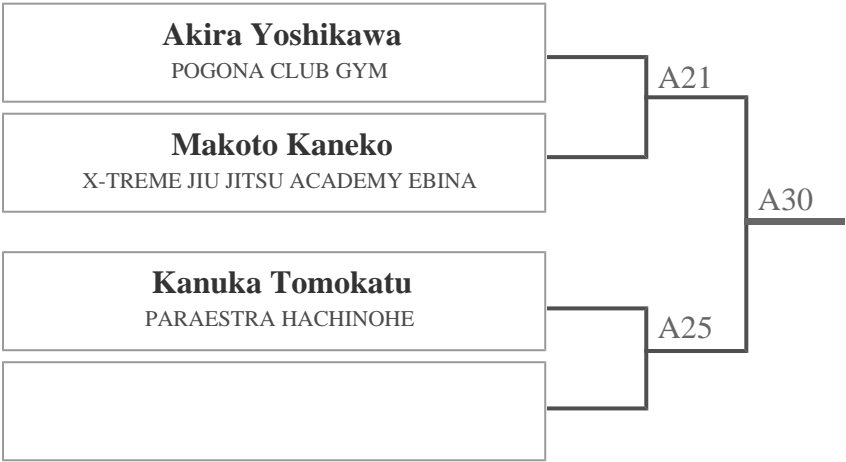 Akira Yoshikawa
POGONA CLUB GYM
A21
Makoto Kaneko
X-TREME JIU JITSU ACADEMY EBINA
A30
Kanuka Tomokatu
PARAESTRA HACHINOHE
A25